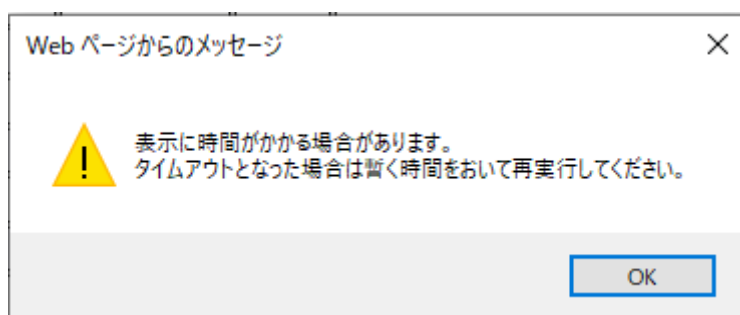 Web ページからのメッセージ
表示に時間がかかる場合があります。
タイムアウトとなった場合は暫く時間をおいて再実行してください。
OK